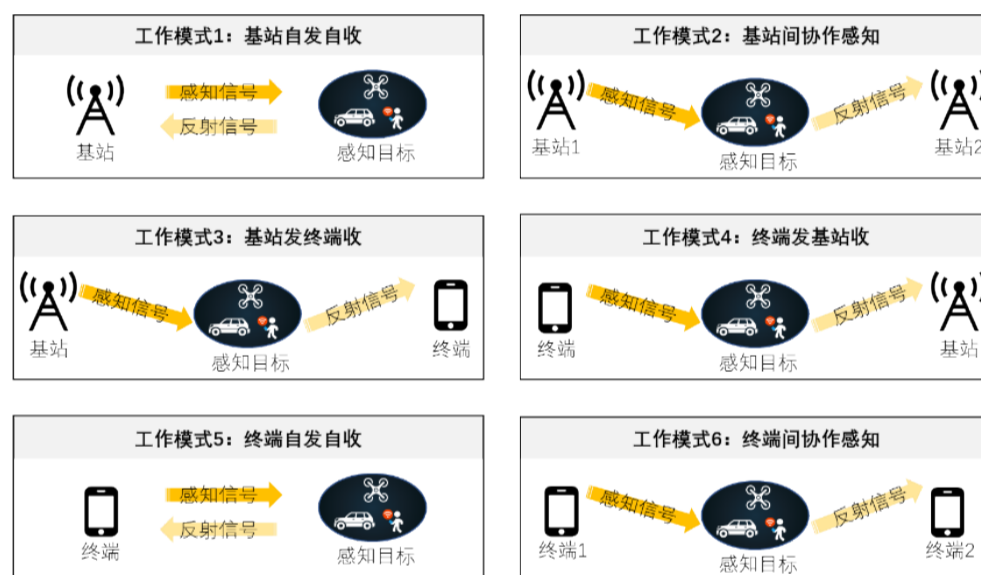 工作模式1：基站自发自收
感知信号
反射信号
基站
感知目标
工作模式2：基站间协作感知
感知信号
反射信号
基站1
感知目标
基站2
工作模式3：基站发终端收
感知信号
反射信号
基站
感知目标
终端
工作模式4：终端发基站收
感知信号
反射信号
终端
感知目标
基站
工作模式5：终端自发自收
感知信号
反射信号
终端
感知目标
工作模式6：终端间协作感知
感知信号
反射信号
终端1
感知目标
终端2